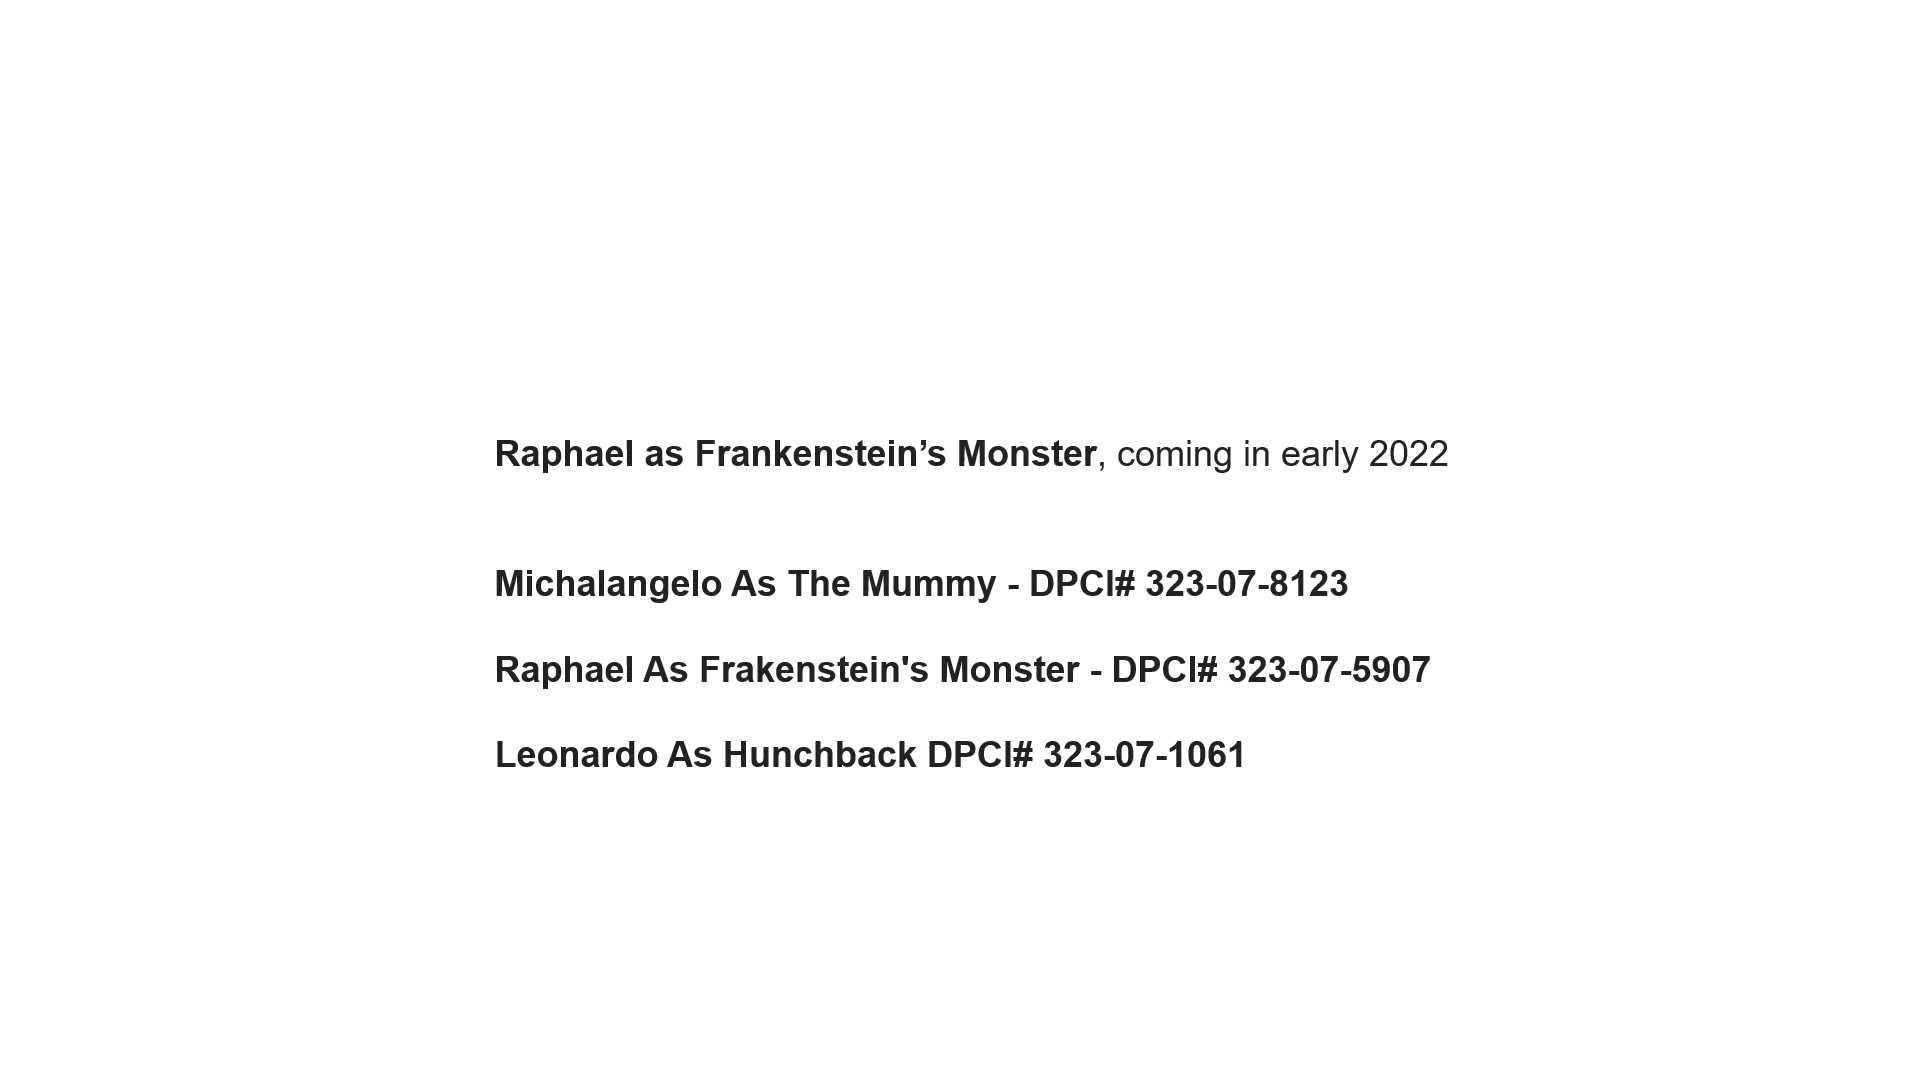 Raphael as Frankenstein’s Monster, coming in early 2022
Michalangelo As The Mummy - DPCI# 323-07-8123
Raphael As Frakenstein's Monster - DPCI# 323-07-5907
Leonardo As Hunchback DPCI# 323-07-1061